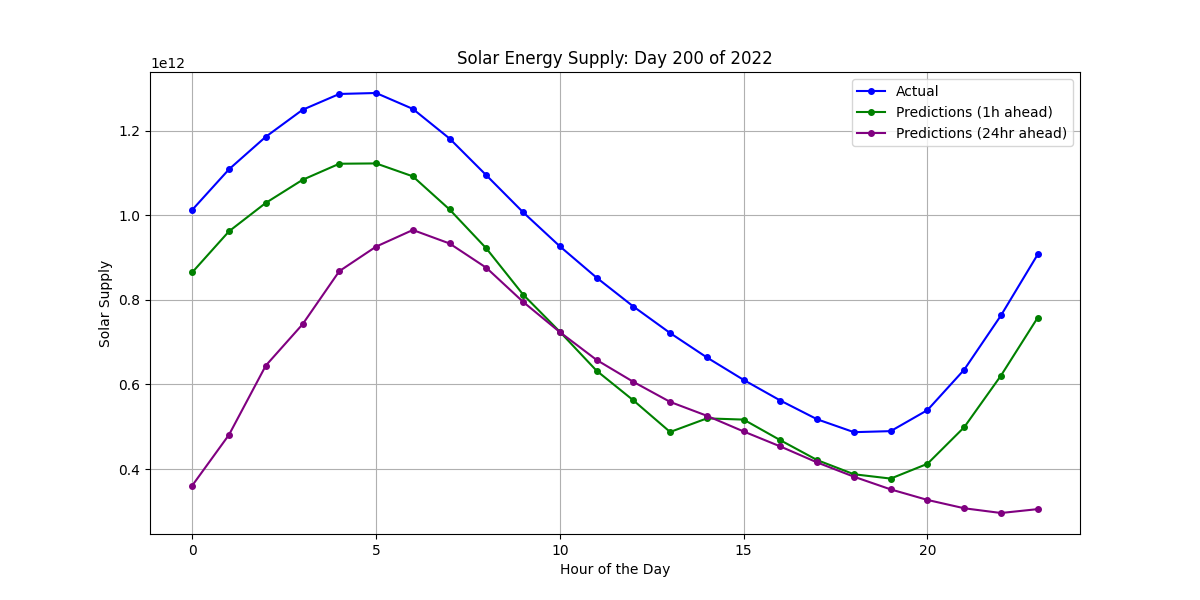 Solar Energy Supply: Day 200 of 2022
1e12
Actual
Predictions (1h ahead)
Predictions (24hr ahead)
1.2
1.0
0.8
0.6
0.4
Solar Supply
0 5 10 15 20
Hour of the Day